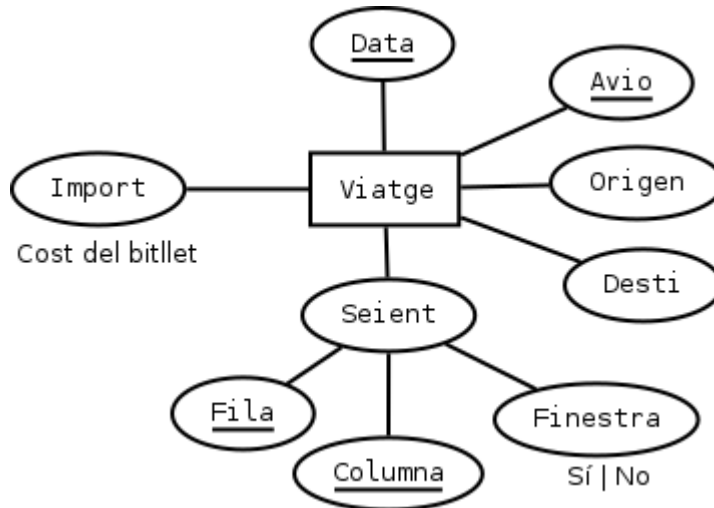 Data
Avio
Import
Viatge
Origen
Cost del bitllet
Desti
Seient
Fila
Finestra
Columna
Sí | No